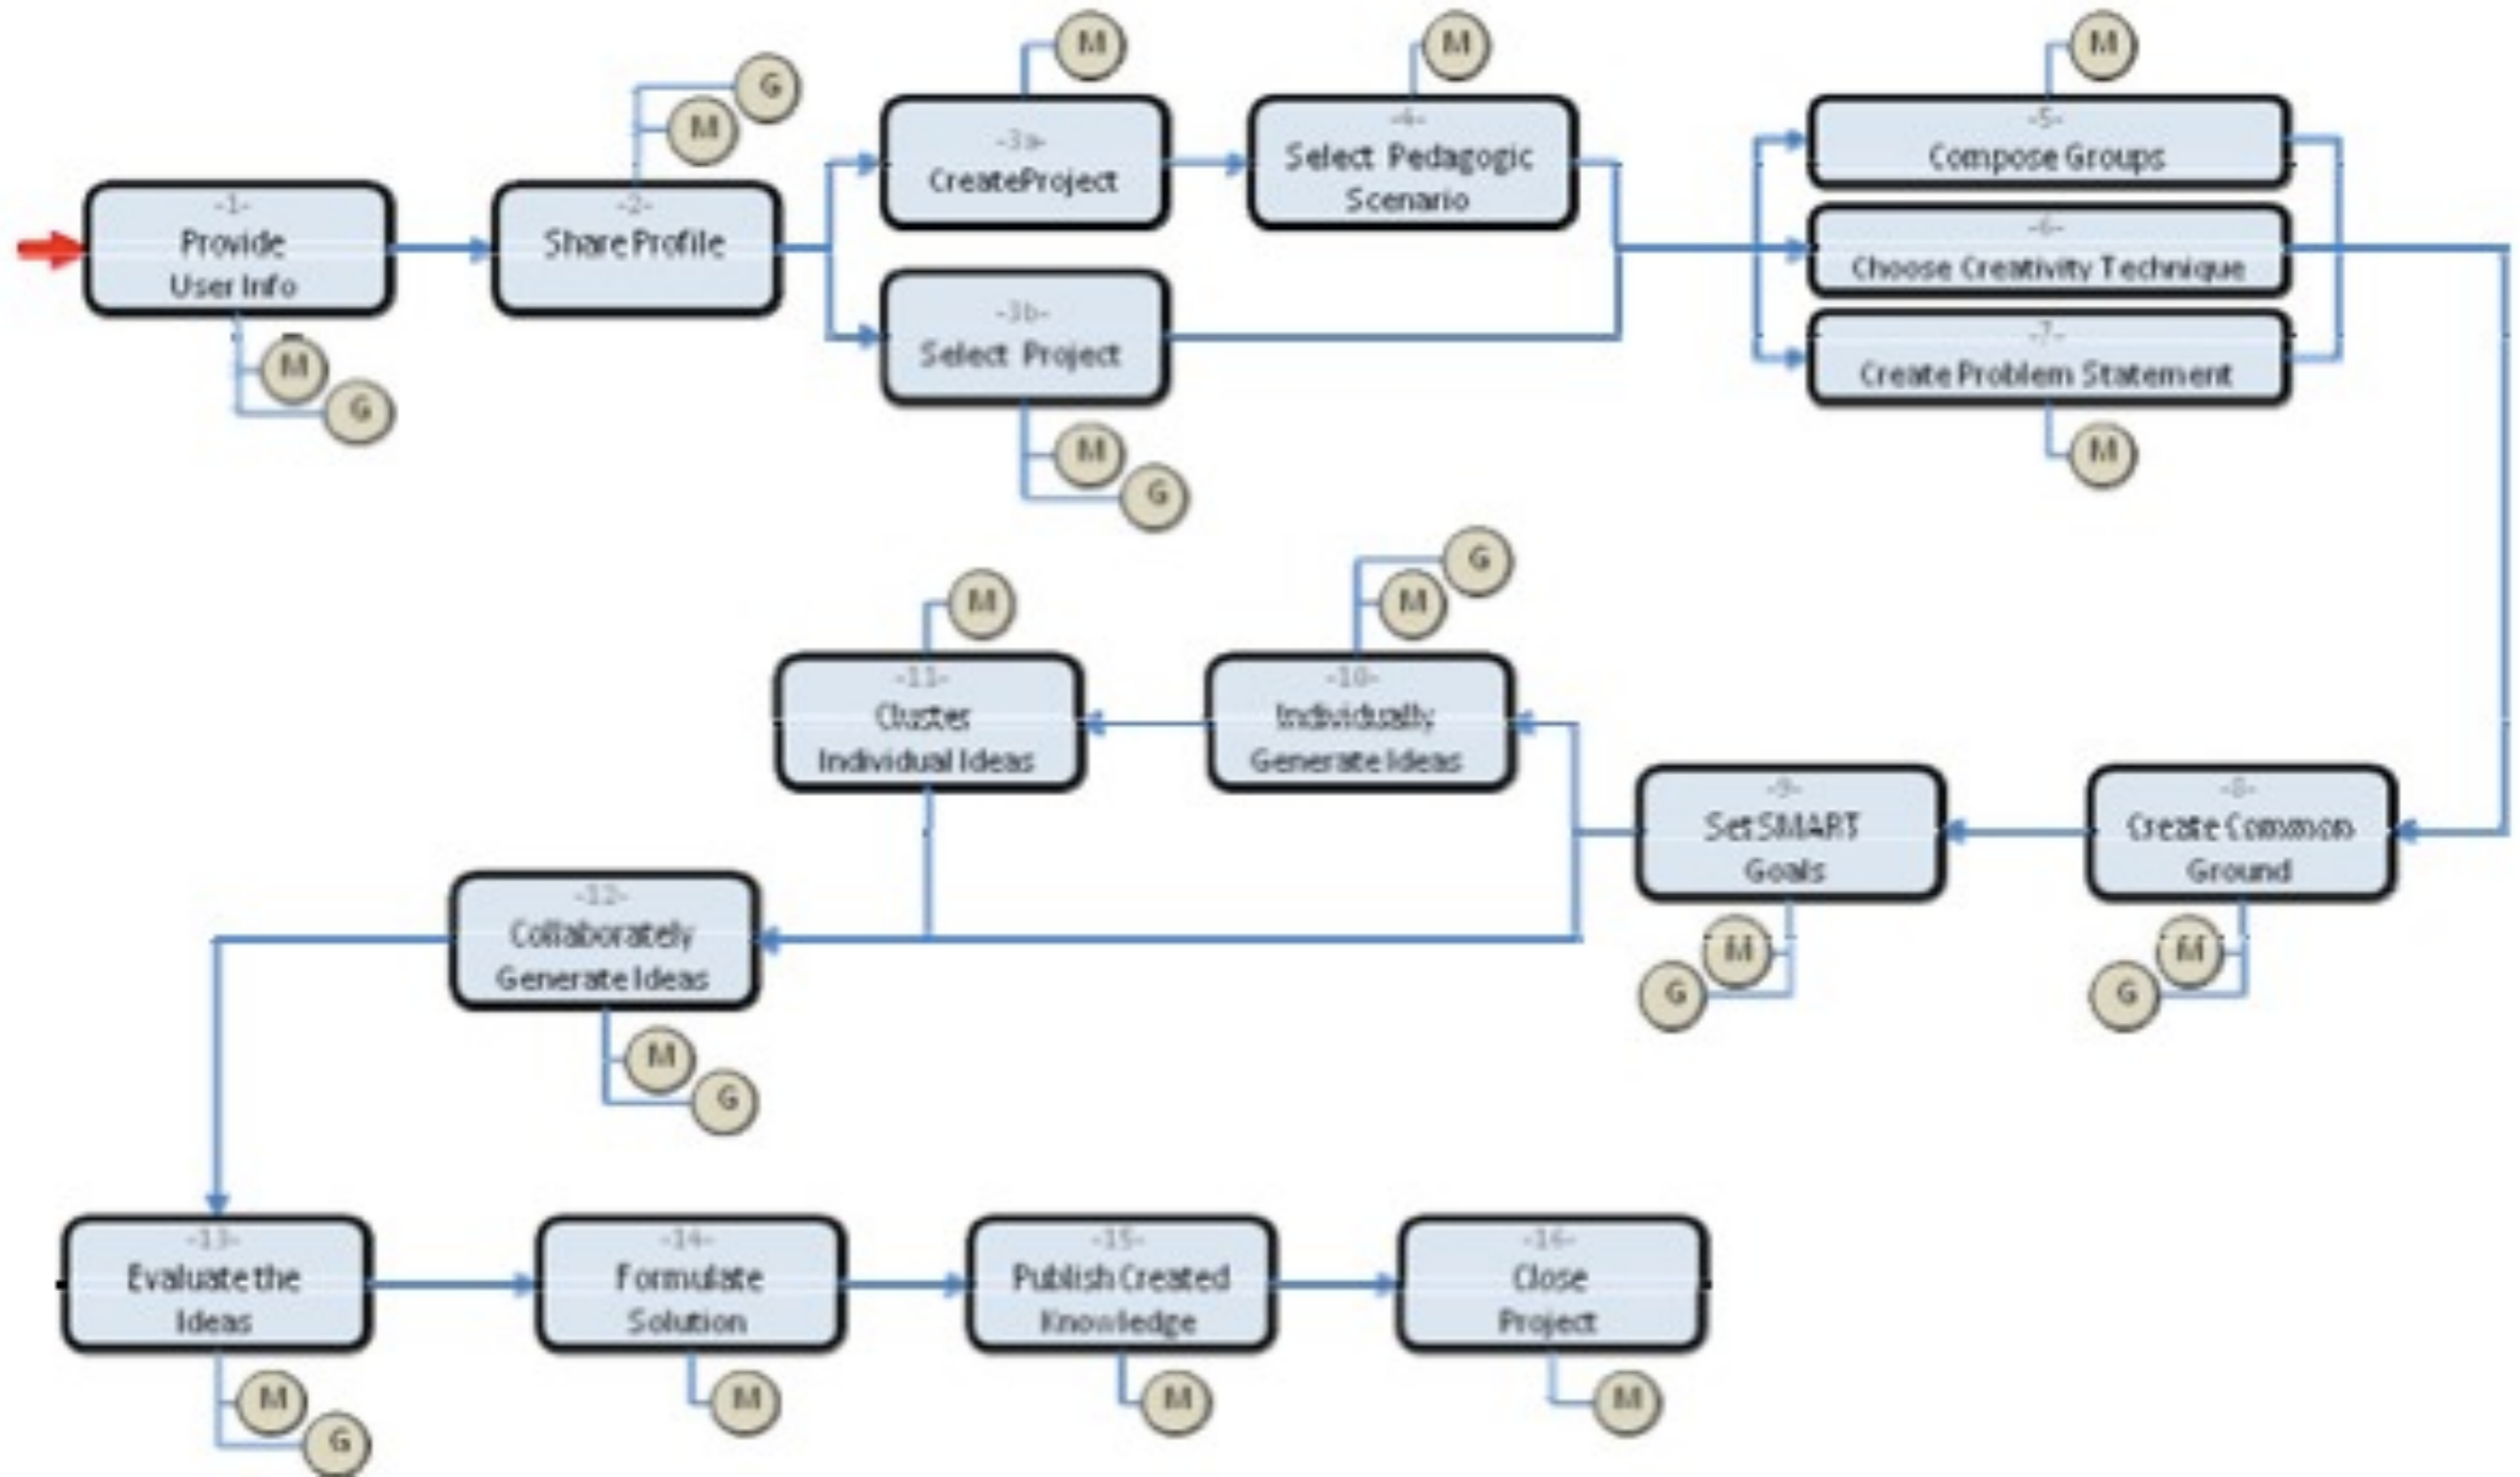 M
M
M
G
M
-3a-
CreateProject
-4-
Select Pedagogic
Scenario
-5-
Compose Groups
-1-
Provide
User Info
-2-
Share Profile
-6-
Choose Creativity Technique
-3b-
Select Project
-7-
Create Problem Statement
M
G
M
G
M
G
M
M
-11-
Cluster
Individual Ideas
-10-
Individually
Generate Ideas
-9-
Set SMART
Goals
-8-
Create Common
Ground
-12-
Collaborately
Generate Ideas
M
G
M
G
M
G
-13-
Evaluate the
Ideas
-14-
Formulate
Solution
-15-
Publish Created
Knowledge
-16-
Close
Project
M
G
M
M
M